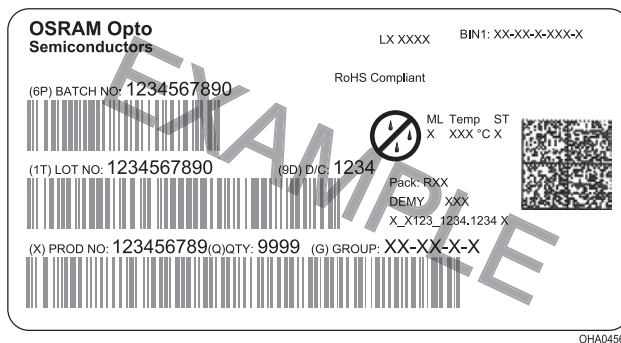 OSRAM Opto
Semiconductors
LX XXXX
BIN1: XX-XX-X-XXX-X
RoHS Compliant
(6P) BATCH NO: 1234567890
ML Temp ST
X XXX °C X
(1T) LOT NO: 1234567890 (9D) D/C: 1234
Pack: RXX
DEMY XXX
X_X123_1234.1234 X
(X) PROD NO: 123456789(Q)QTY: 9999 (G) GROUP: XX-XX-X-X
EXAMPLE
OHA0456